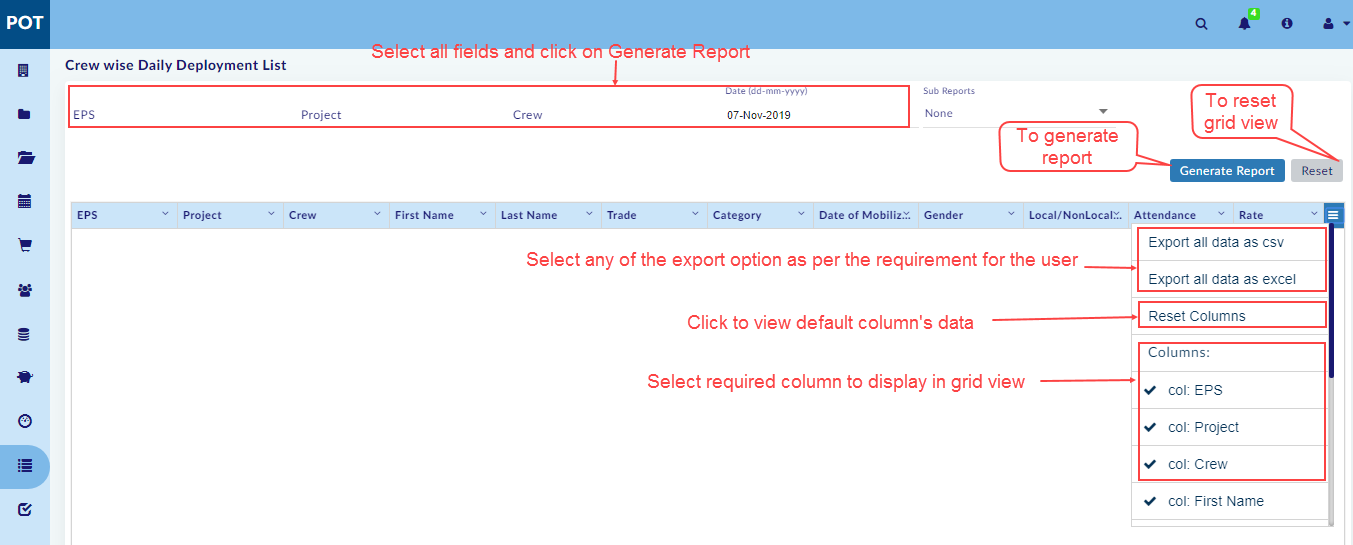 POT
4
Select all fields and click on Generate Report
Crew wise Daily Deployment List
Date (dd-mm-yyyy)
Sub Reports
EPS
Project
Crew
07-Nov-2019
None
To reset
grid view
To generate
report
Generate Report
Reset
EPS
Project
Crew
First Name
Last Name
Trade
Category
Date of Mobiliz...
Gender
Local/NonLocal...
Attendance
Rate
Export all data as csv
Select any of the export option as per the requirement for the user
Export all data as excel
Reset Columns
Click to view default column's data
Columns:
Select required column to display in grid view
col: EPS
col: Project
col: Crew
col: First Name